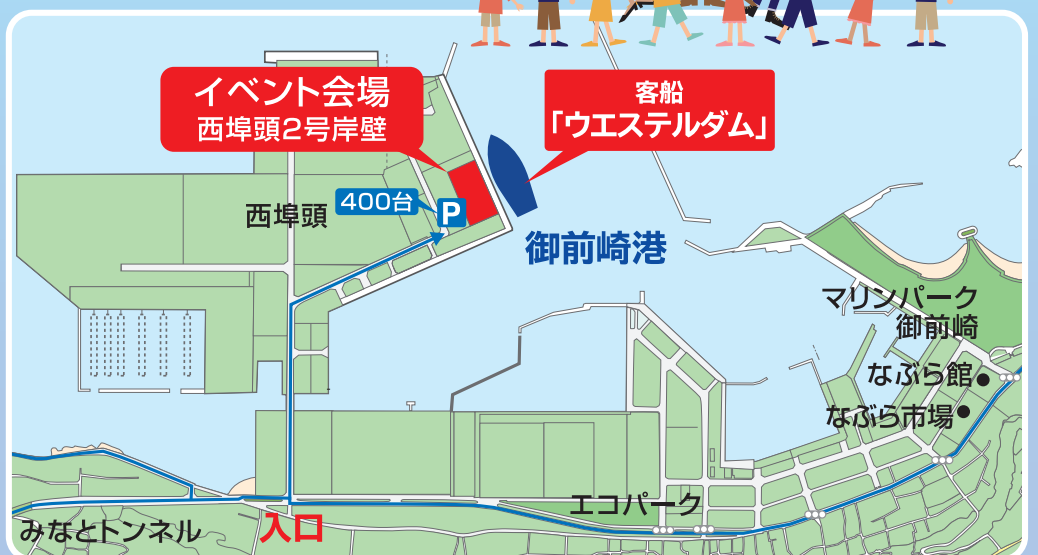 イベント会場
西埠頭2号岸壁
客船
「ウエステルダム」
400台
P
西埠頭
御前崎港
マリンパーク
御前崎
なぶら館
なぶら市場
エコパーク
みなとトンネル
入口